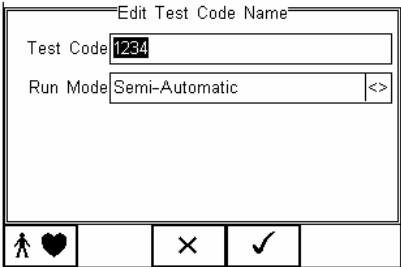 Edit Test Code Name
Test Code 1234
Run Mode Semi-Automatic <>